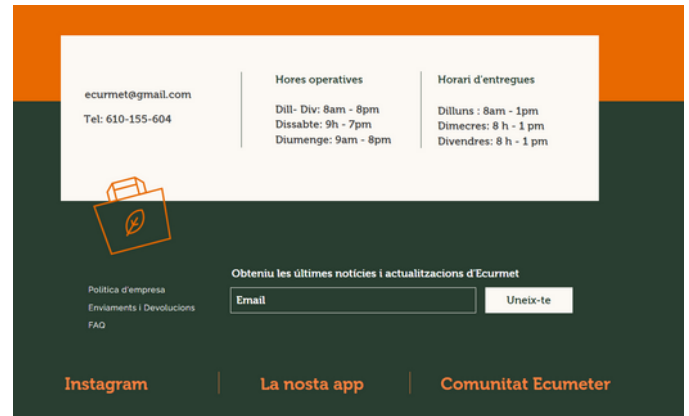 ecurmet@gmail.com
Tel: 610-155-604
Hores operatives
Dill- Div: 8am - 8pm
Dissabte: 9h - 7pm
Diumenge: 9am - 8pm
Horari d'entregues
Dilluns : 8am - 1pm
Dimecres: 8 h - 1 pm
Divendres: 8 h - 1 pm
Política d'empresa
Enviaments i Devolucions
FAQ
Obteniu les últimes notícies i actualitzacions d'Ecurmet
Email
Uneix-te
Instagram
La nosta app
Comunitat Ecumeter